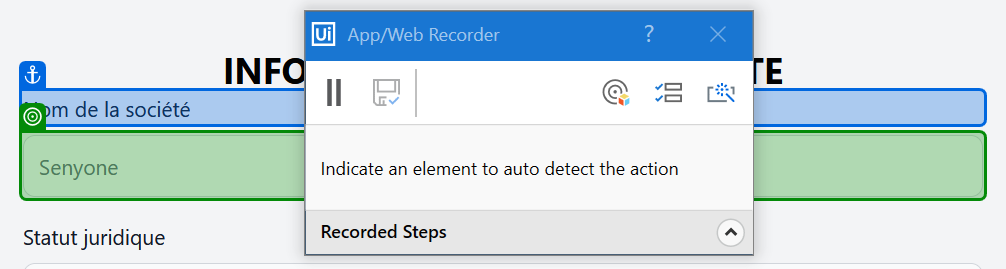 Ui App/Web Recorder ?
INFO
TE
Nom de la société
Senyone
Indicate an element to auto detect the action
Recorded Steps
Statut juridique